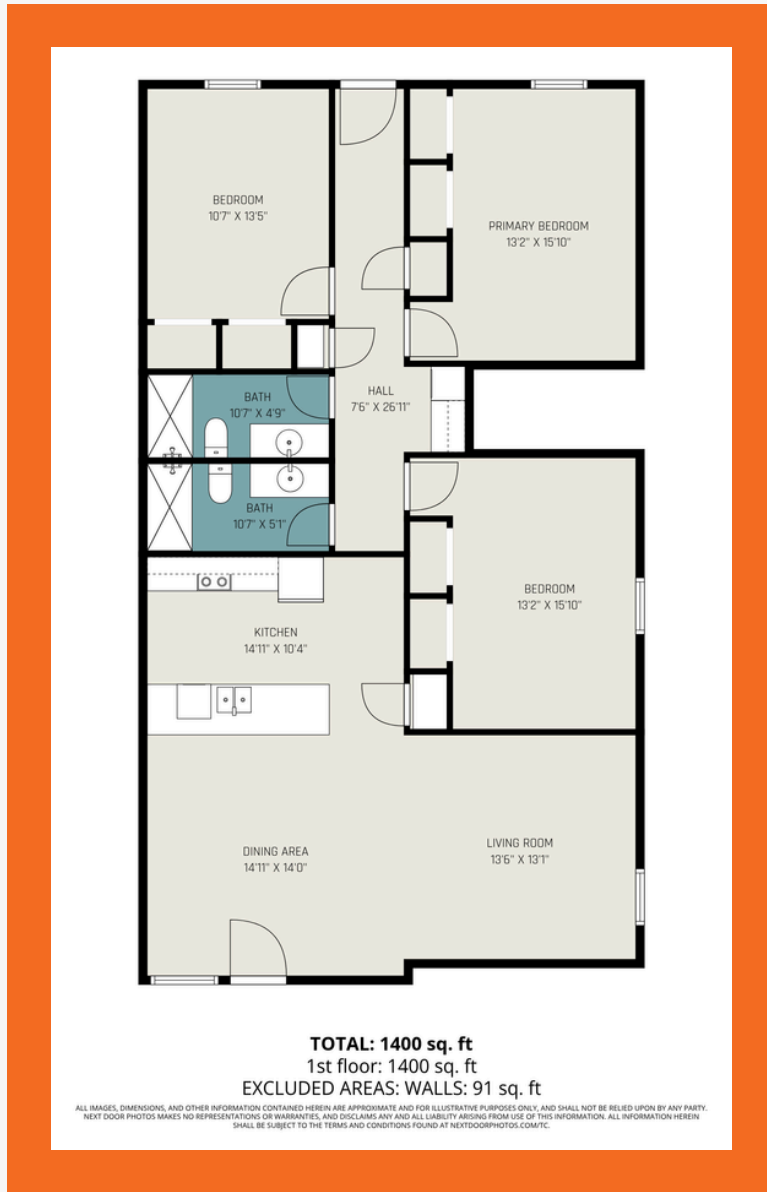 BEDROOM
10'7" X 13'5"
PRIMARY BEDROOM
13'2" X 15'10"
HALL
7'6" X 26'11"
BATH
10'7" X 4'9"
BATH
10'7" X 5'1"
BEDROOM
13'2" X 15'10"
KITCHEN
14'11" X 10'4"
DINING AREA
14'11" X 14'0"
LIVING ROOM
13'6" X 13'1"
TOTAL: 1400 sq. ft
1st floor: 1400 sq. ft
EXCLUDED AREAS: WALLS: 91 sq. ft
ALL IMAGES, DIMENSIONS, AND OTHER INFORMATION CONTAINED HEREIN ARE APPROXIMATE AND FOR ILLUSTRATIVE PURPOSES ONLY, AND SHALL NOT BE RELIED UPON BY ANY PARTY.
NEXT DOOR PHOTOS MAKES NO REPRESENTATIONS OR WARRANTIES, AND DISCLAIMS ANY AND ALL LIABILITY ARISING FROM USE OF THIS INFORMATION. ALL INFORMATION HEREIN
SHALL BE SUBJECT TO THE TERMS AND CONDITIONS FOUND AT NEXTDOORPHOTOS.COM/TC.